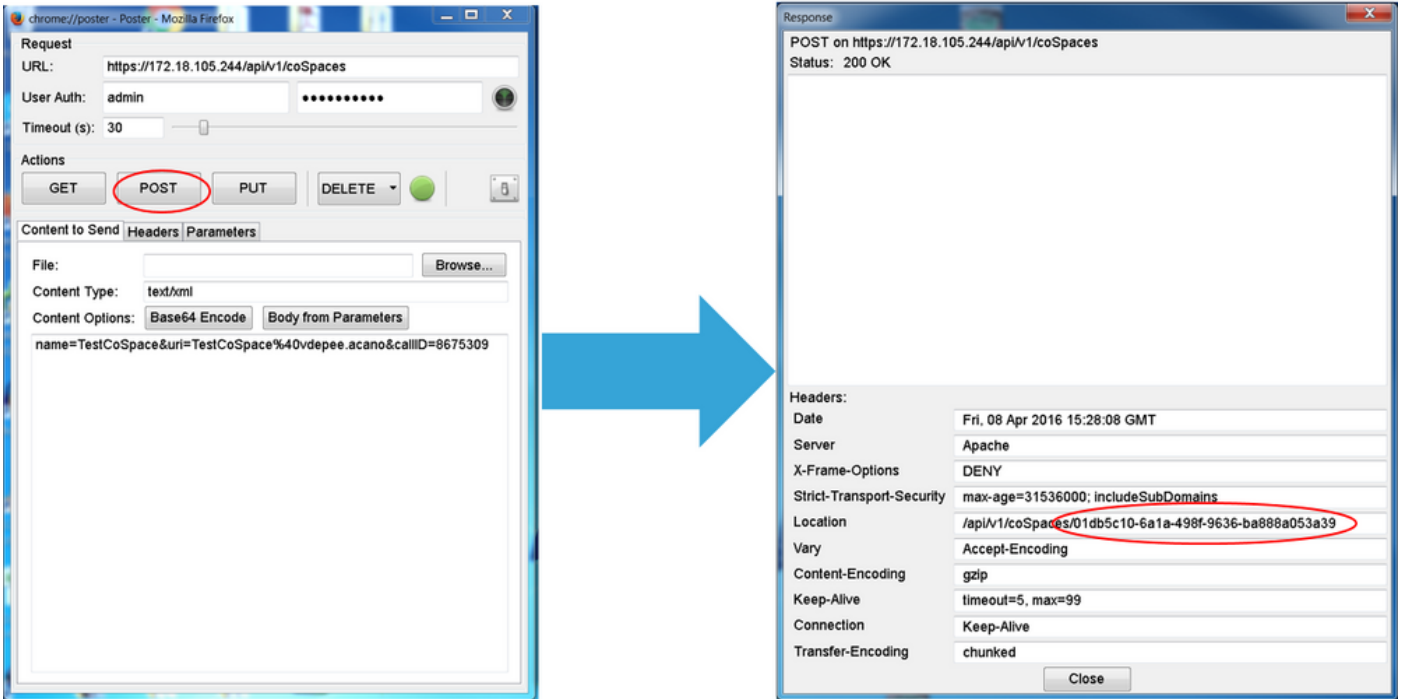 chrome://poster - Poster - Mozilla Firefox
Request
URL: https://172.18.105.244/api/v1/coSpaces
User Auth: admin ••••••••••
Timeout (s): 30
Actions
GET POST PUT DELETE
Content to Send Headers Parameters
File: Browse...
Content Type: text/xml
Content Options: Base64 Encode Body from Parameters
name=TestCoSpace&uri=TestCoSpace%40vdepee.acano&callID=8675309
Response
POST on https://172.18.105.244/api/v1/coSpaces
Status: 200 OK
Headers:
Date Fri, 08 Apr 2016 15:28:08 GMT
Server Apache
X-Frame-Options DENY
Strict-Transport-Security max-age=31536000; includeSubDomains
Location /api/v1/coSpaces/01db5c10-6a1a-498f-9636-ba888a053a39
Vary Accept-Encoding
Content-Encoding gzip
Keep-Alive timeout=5, max=99
Connection Keep-Alive
Transfer-Encoding chunked
Close